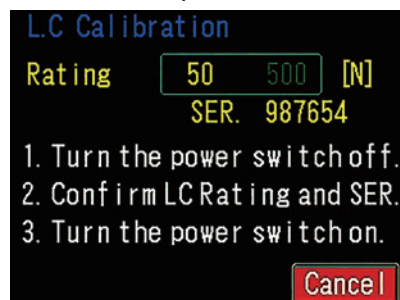 L.C Calibration
Rating 50 500 [N]
SER. 987654
1. Turn the power switch off.
2. Confirm LC Rating and SER.
3. Turn the power switch on.
Cancel